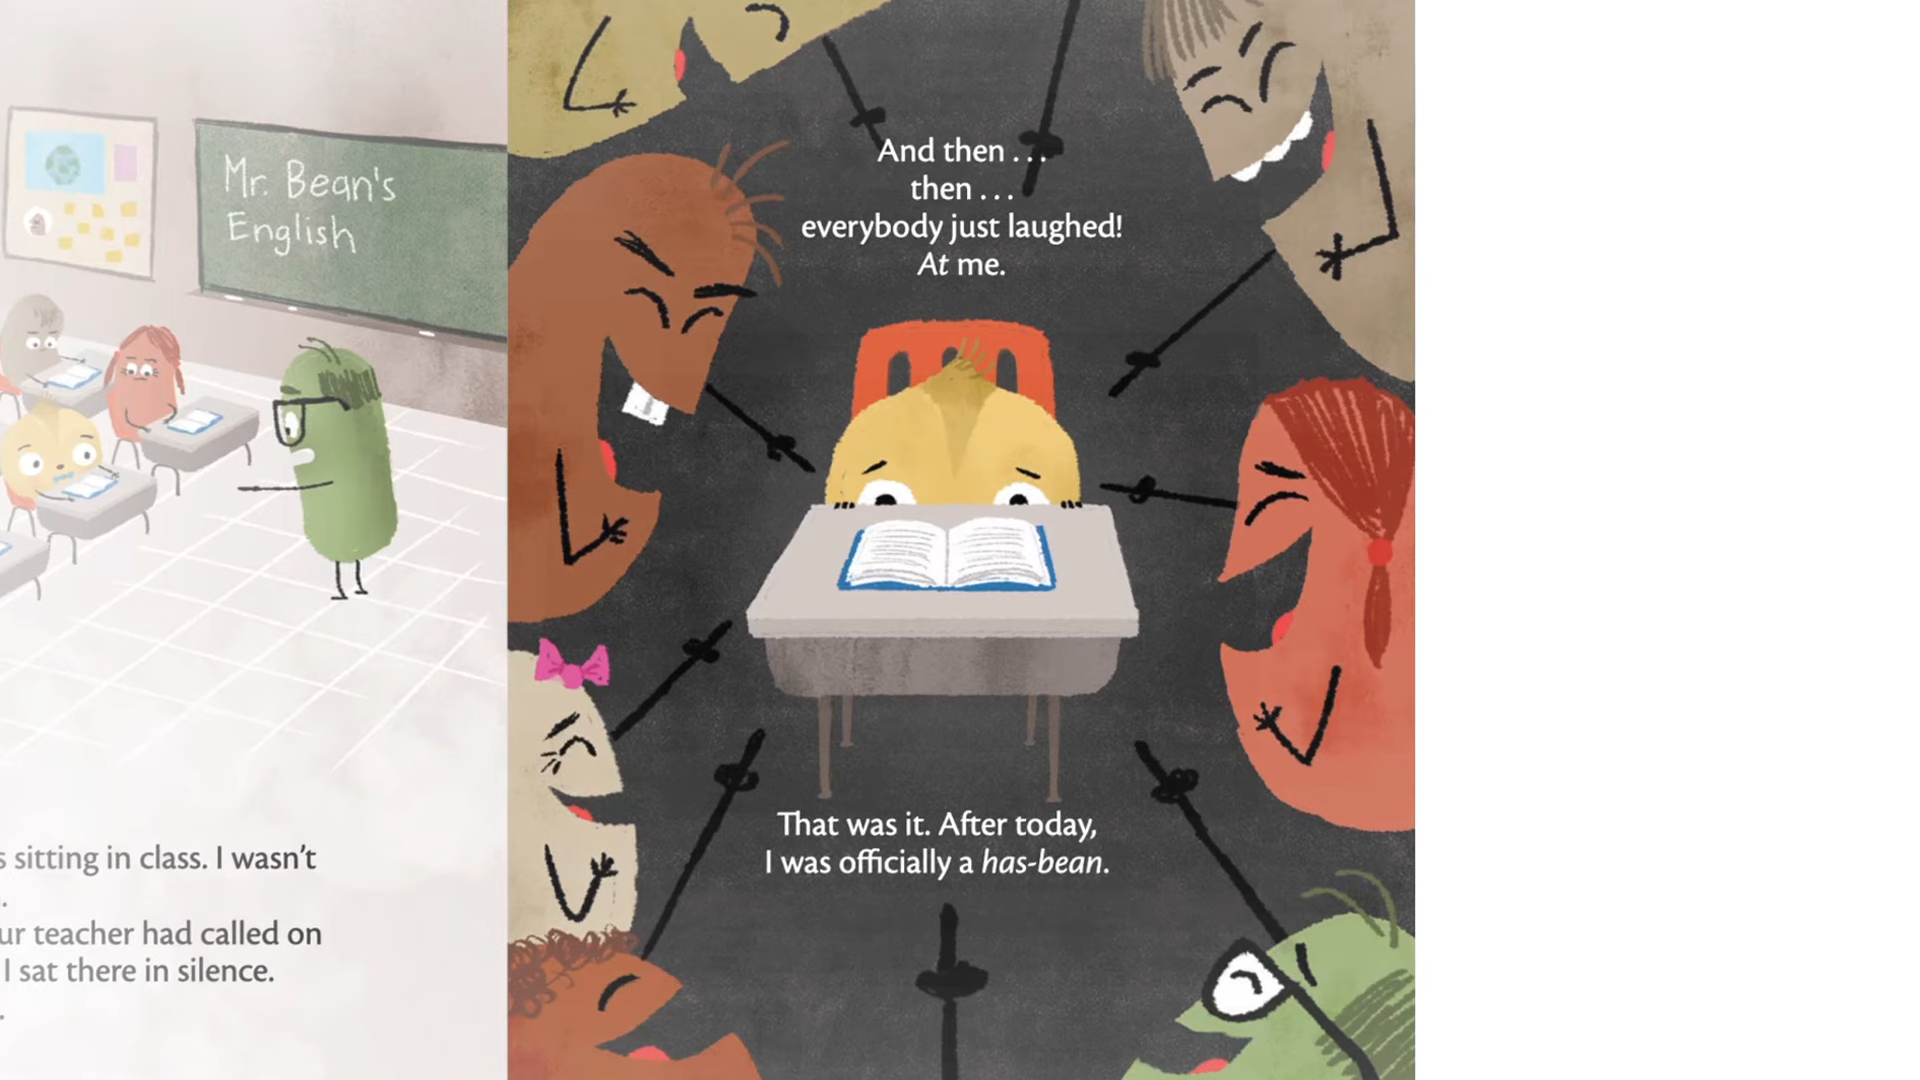 Mr. Bean's
English
sitting in class. I wasn't
teacher had called on
I sat there in silence.
And then . . .
then . . .
everybody just laughed!
At me.
That was it. After today,
I was officially a has-bean.